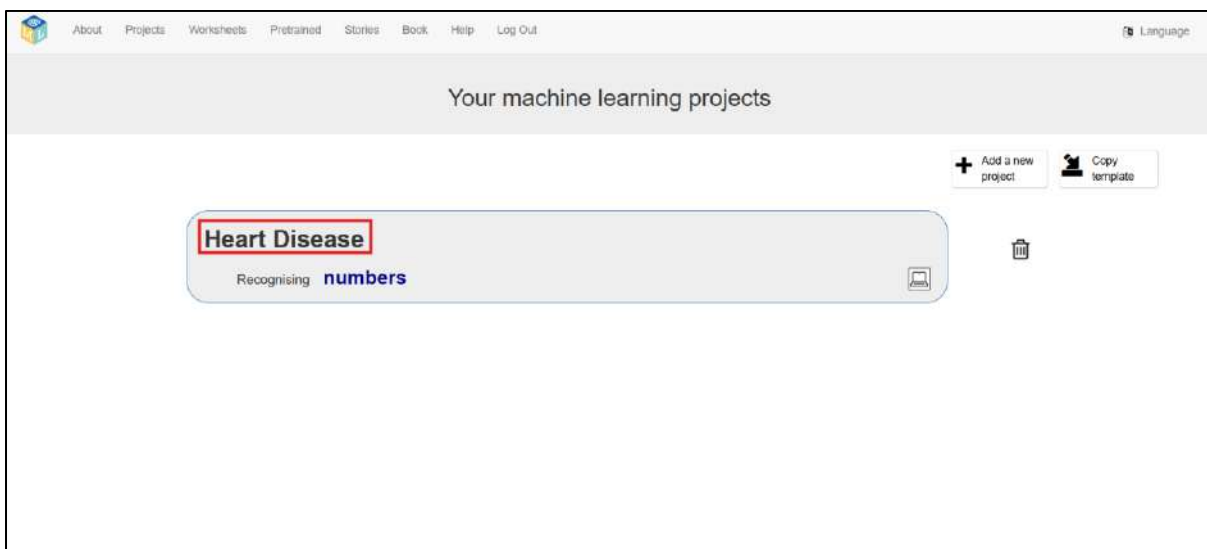 About Projects Worksheets Pretrained Stories Book Help Log Out Language
Your machine learning projects
Add a new
project
Copy
template
Heart Disease
Recognising numbers